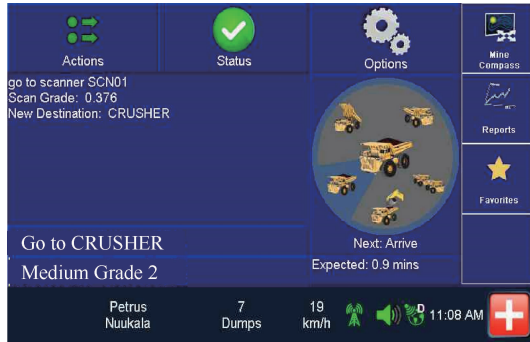 Actions
Status
Options
Mine
Compass
go to scanner SCN01
Scan Grade: 0.376
New Destination: CRUSHER
Reports
Favorites
Go to CRUSHER
Next: Arrive
Medium Grade 2
Expected: 0.9 mins
Petrus
Nuukala
7
Dumps
19
km/h
D
11:08 AM